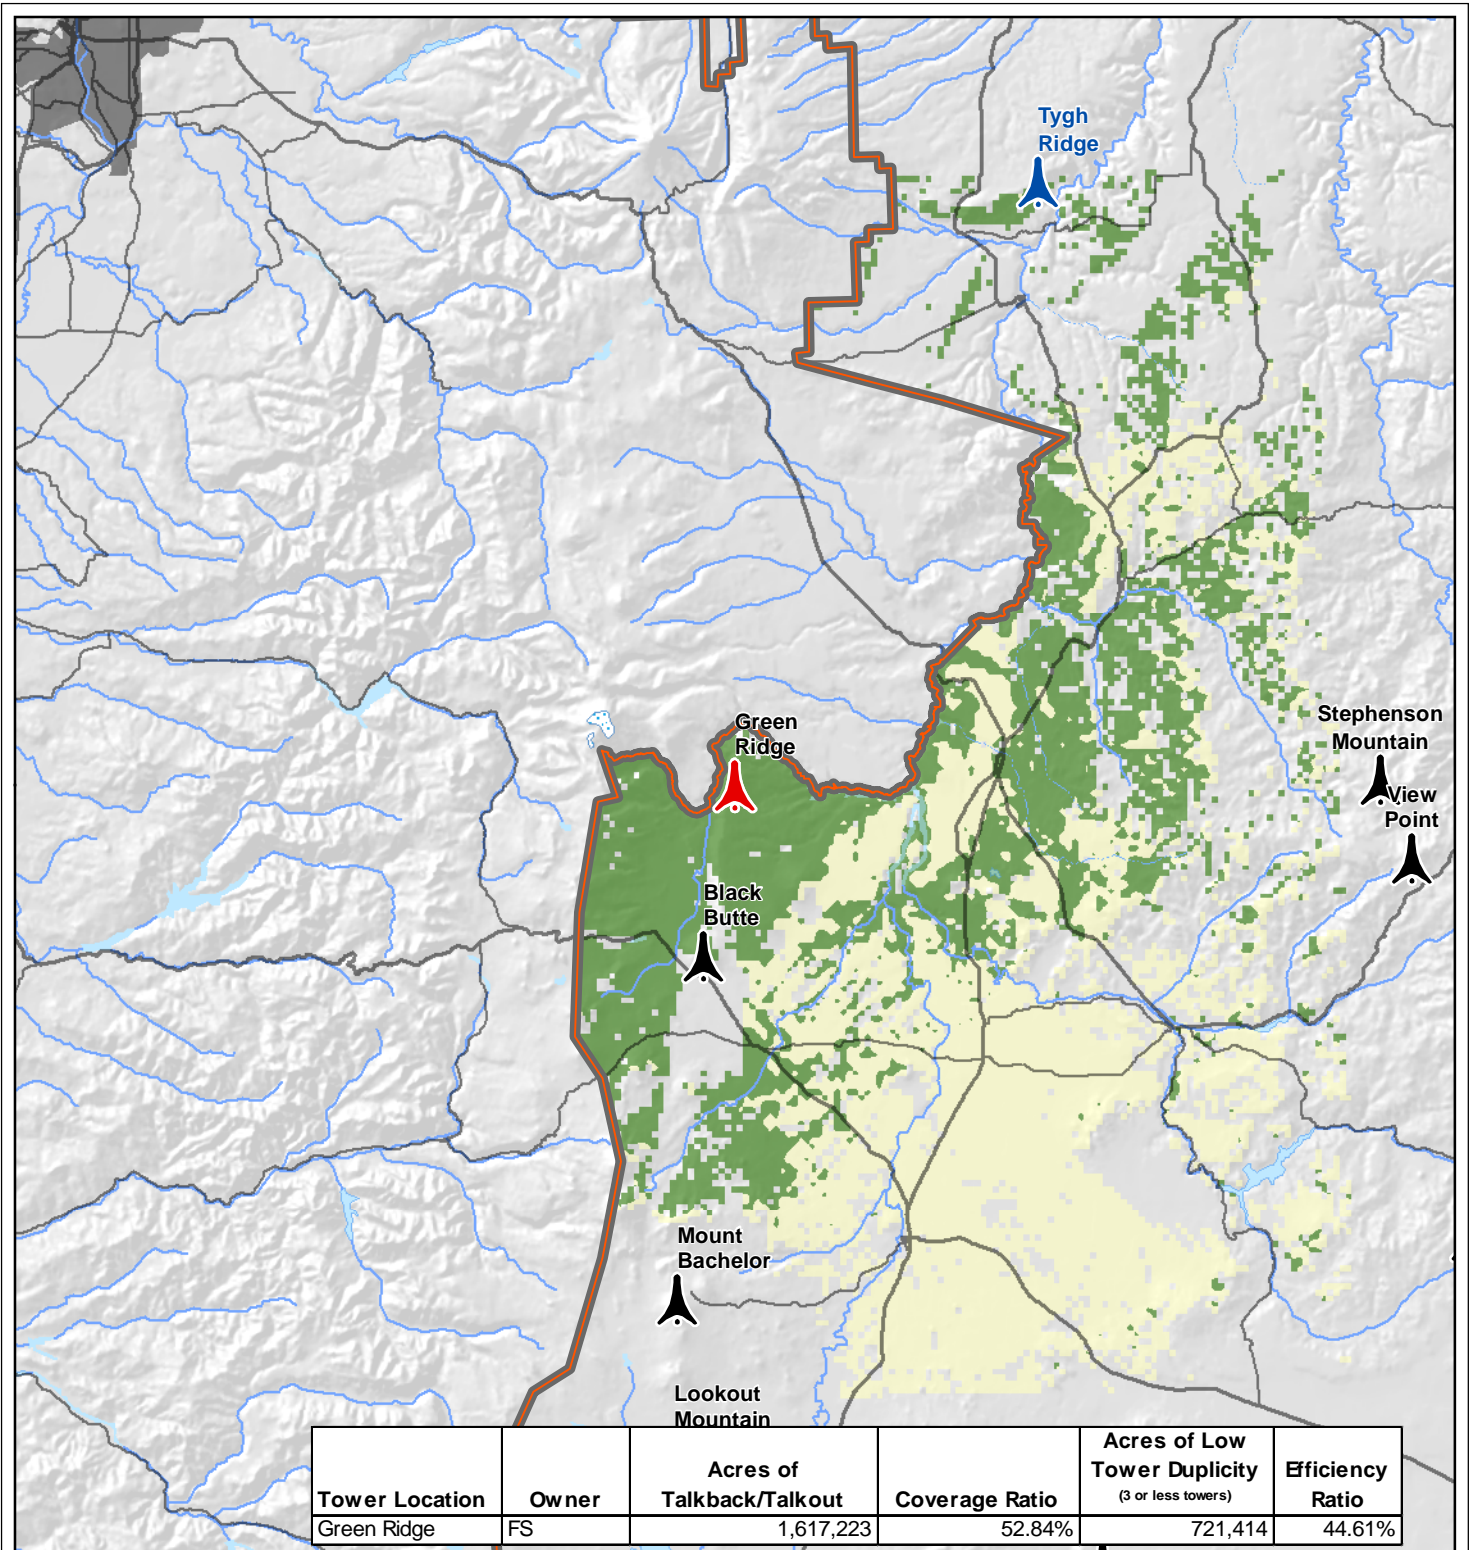 Tygh
Ridge
Green
Ridge
Stephenson
Mountain
View
Point
Black
Butte
Mount
Bachelor
Lookout
Mountain
Tower Location Owner Acres of Talkback/Talkout Coverage Ratio Acres of Low Tower Duplicity (3 or less towers) Efficiency Ratio
Green Ridge FS 1,617,223 52.84% 721,414 44.61%